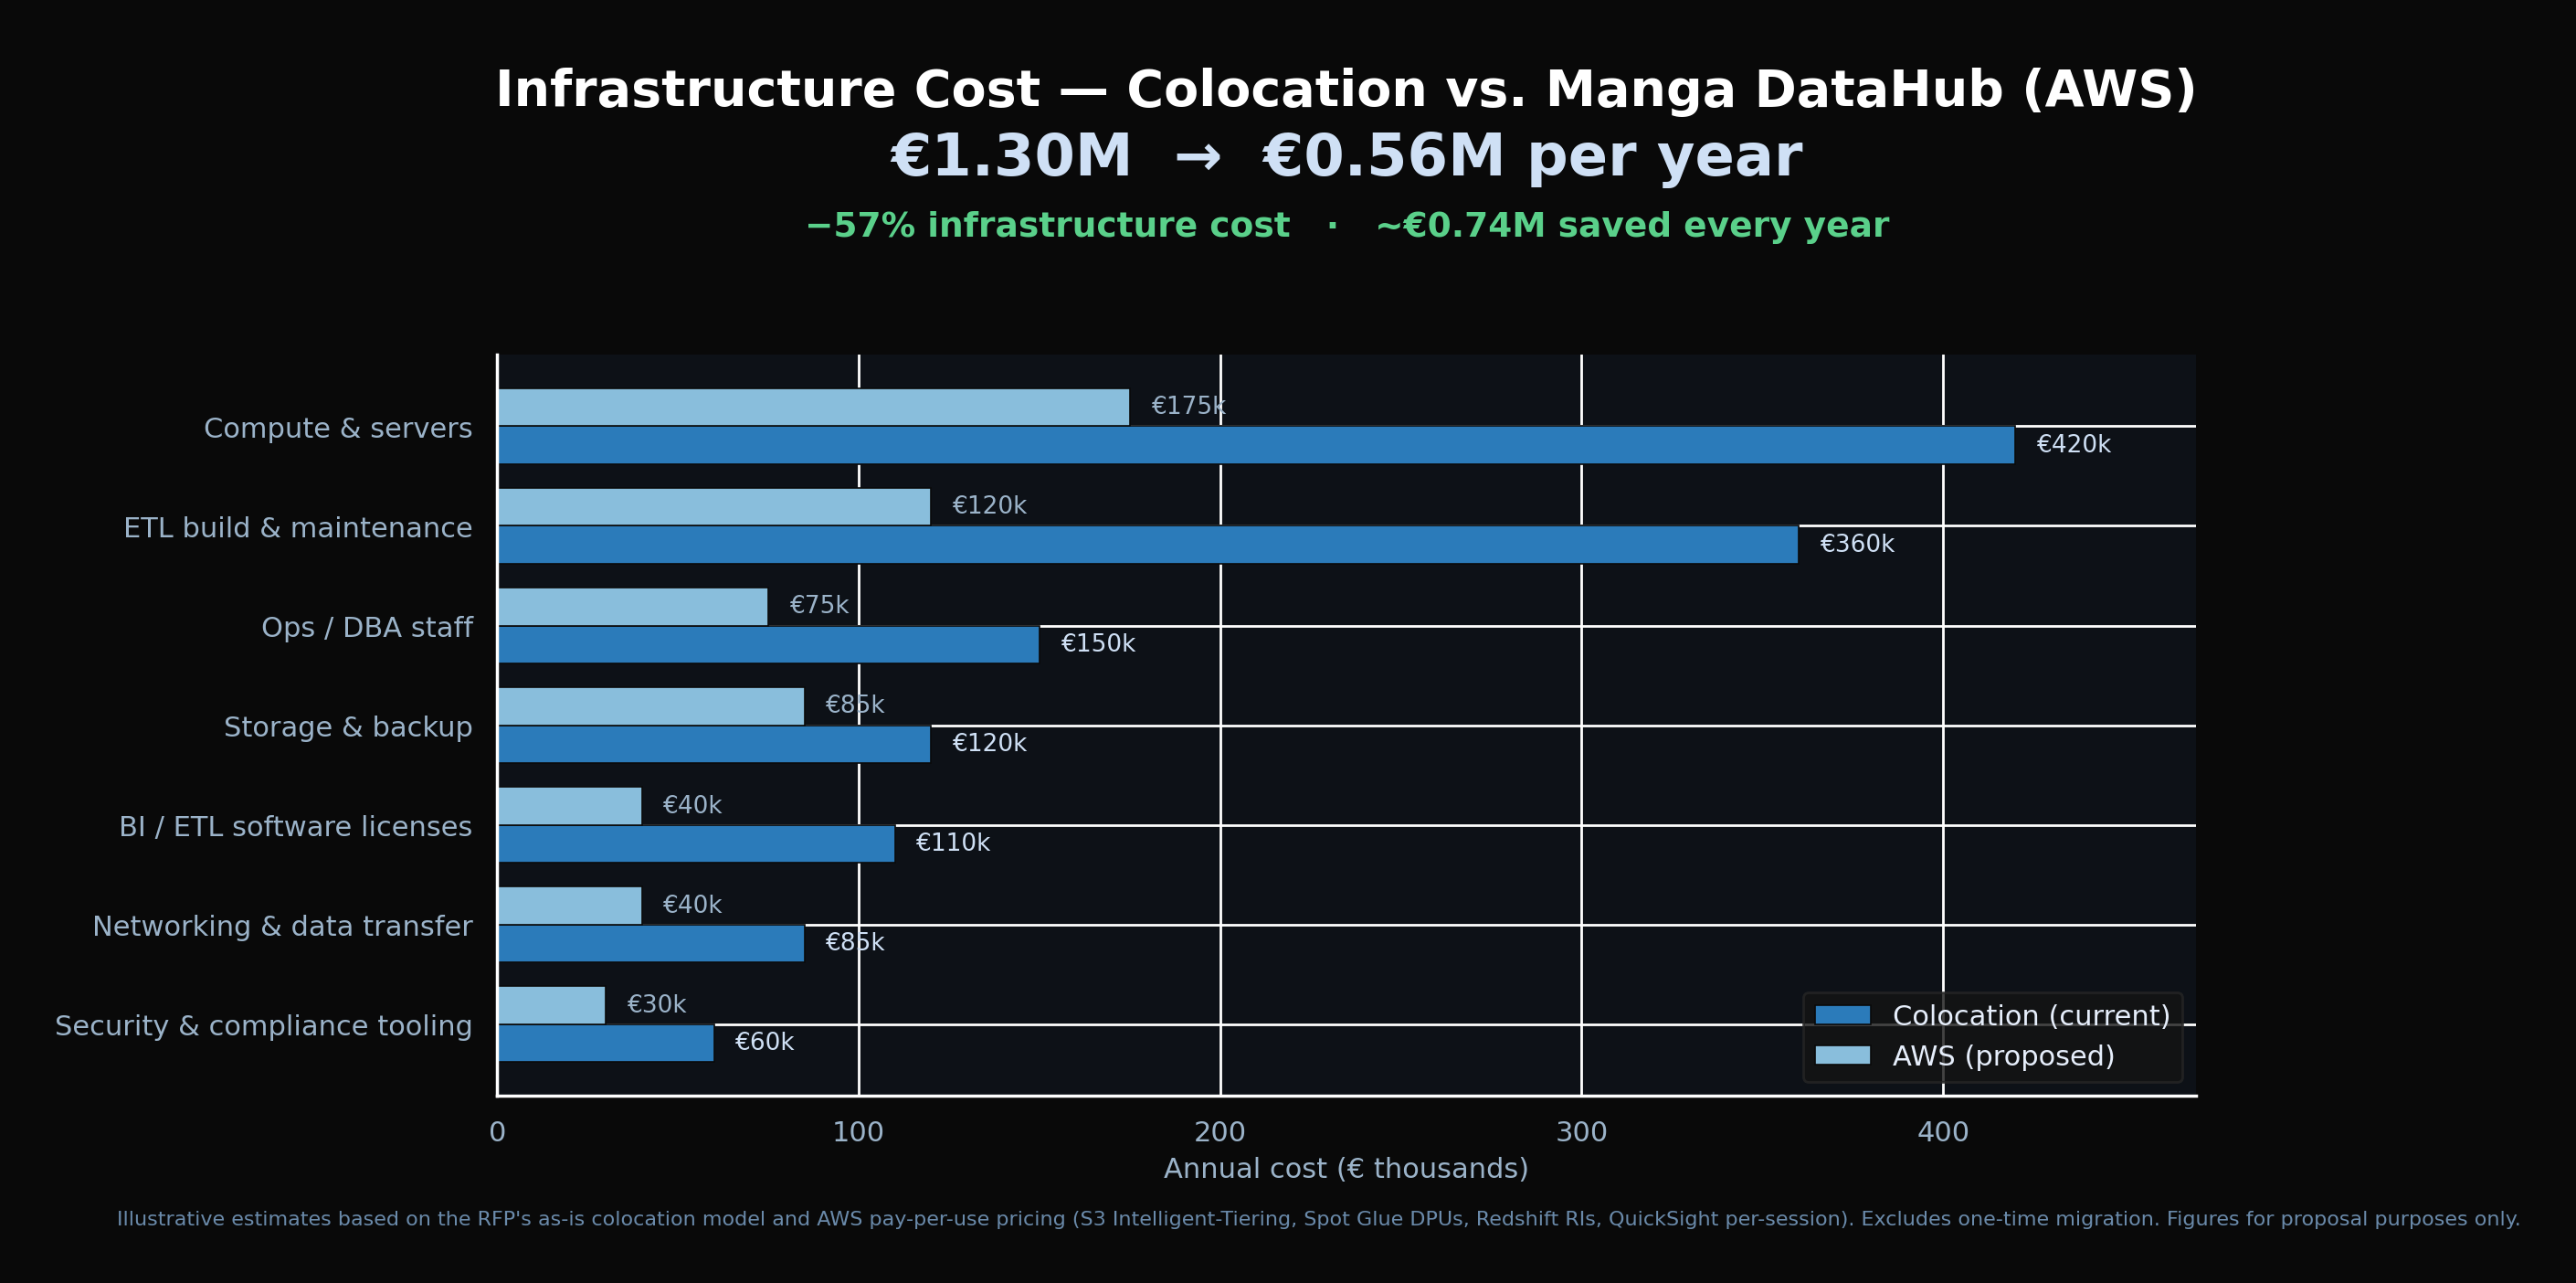 Infrastructure Cost — Colocation vs. Manga DataHub (AWS)
€1.30M → €0.56M per year
−57% infrastructure cost · ~€0.74M saved every year
Compute & servers
€175k
€420k
ETL build & maintenance
€120k
€360k
Ops / DBA staff
€75k
€150k
Storage & backup
€85k
€120k
BI / ETL software licenses
€40k
€110k
Networking & data transfer
€40k
€85k
Security & compliance tooling
€30k
€60k
Colocation (current)
AWS (proposed)
0 100 200 300 400
Annual cost (€ thousands)
Illustrative estimates based on the RFP's as-is colocation model and AWS pay-per-use pricing (S3 Intelligent-Tiering, Spot Glue DPUs, Redshift RIs, QuickSight per-session). Excludes one-time migration. Figures for proposal purposes only.